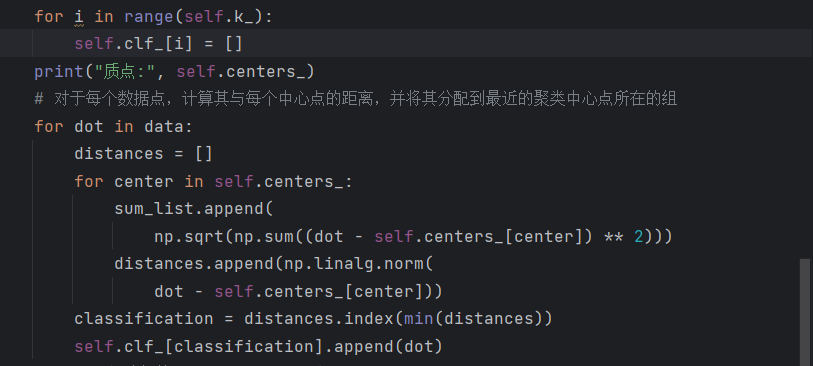 for i in range(self.k_):
self.clf_[i] = []
print("质点:", self.centers_)
# 对于每个数据点，计算其与每个中心点的距离，并将其分配到最近的聚类中心点所在的组
for dot in data:
distances = []
for center in self.centers_:
sum_list.append(
np.sqrt(np.sum((dot - self.centers_[center]) ** 2)))
distances.append(np.linalg.norm(
dot - self.centers_[center]))
classification = distances.index(min(distances))
self.clf_[classification].append(dot)